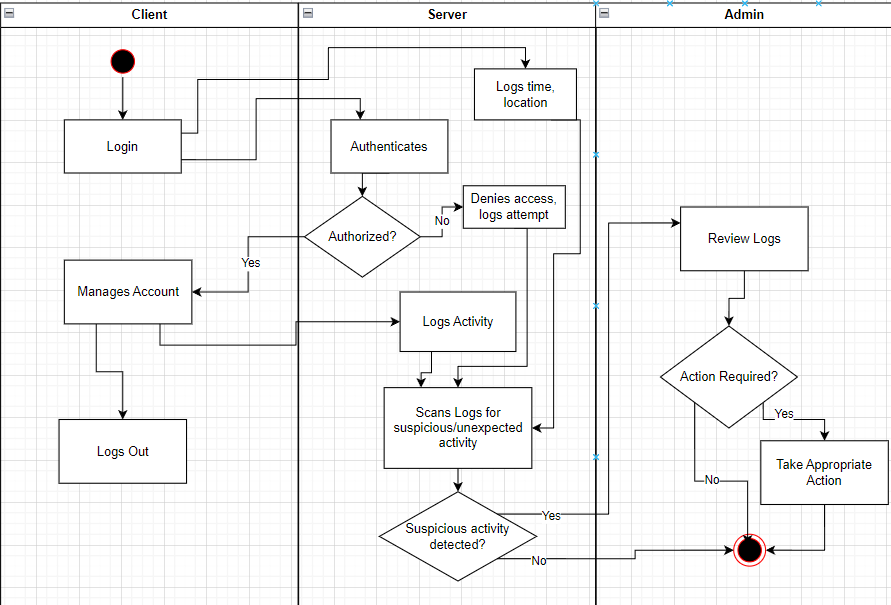 Client
Server
Admin
Login
Logs time,
location
Authenticates
Denies access,
logs attempt
Authorized?
No
Yes
Review Logs
Manages Account
Logs Activity
Action Required?
Scans Logs for
suspicious/unexpected
activity
Yes
Logs Out
Take Appropriate
Action
No
Suspicious activity
detected?
Yes
No